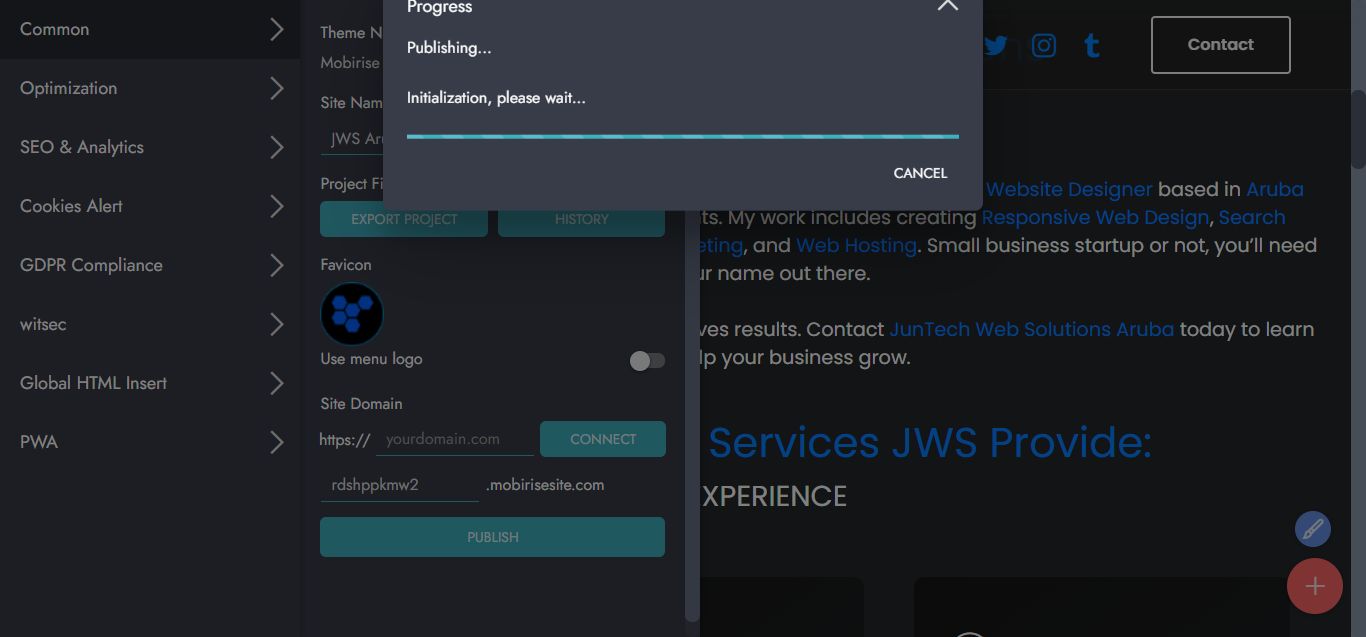 Common
Optimization
SEO & Analytics
Cookies Alert
GDPR Compliance
witsec
Global HTML Insert
PWA
Theme N
Mobirise
Site Nam
JWS Aru
Project Fi
EXPORT PROJECT
HISTORY
Favicon
Use menu logo
Site Domain
https://
yourdomain.com
CONNECT
rdshppkmw2
.mobirisesite.com
PUBLISH
Progress
Publishing...
Initialization, please wait...
CANCEL
Contact
Website Designer based in Aruba
ts. My work includes creating Responsive Web Design, Search
eting, and Web Hosting. Small business startup or not, you’ll need
ur name out there.
ves results. Contact JunTech Web Solutions Aruba today to learn
lp your business grow.
Services JWS Provide:
XPERIENCE